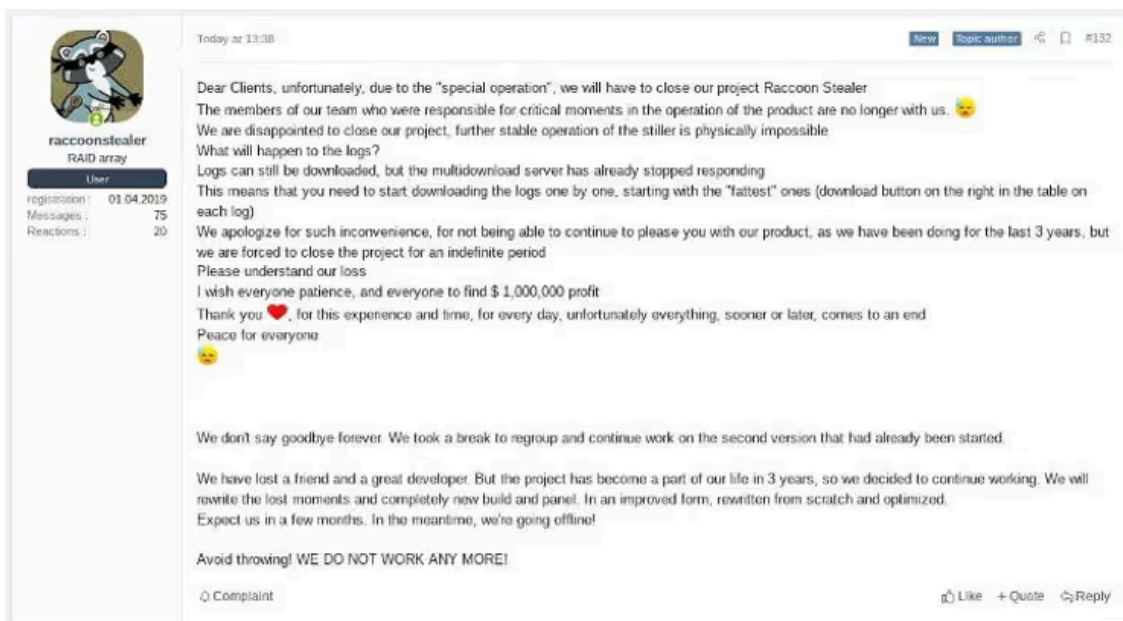 Today at 13:38
New
Topic author
#132
raccoonstealer
RAID array
User
registration : 01.04.2019
Messages : 75
Reactions : 20
Dear Clients, unfortunately, due to the "special operation", we will have to close our project Raccoon Stealer
The members of our team who were responsible for critical moments in the operation of the product are no longer with us.
We are disappointed to close our project, further stable operation of the stiller is physically impossible
What will happen to the logs?
Logs can still be downloaded, but the multidownload server has already stopped responding
This means that you need to start downloading the logs one by one, starting with the "fattest" ones (download button on the right in the table on
each log)
We apologize for such inconvenience, for not being able to continue to please you with our product, as we have been doing for the last 3 years, but
we are forced to close the project for an indefinite period
Please understand our loss
I wish everyone patience, and everyone to find $ 1,000,000 profit
Thank you ❤, for this experience and time, for every day, unfortunately everything, sooner or later, comes to an end
Peace for everyone
We don't say goodbye forever. We took a break to regroup and continue work on the second version that had already been started.
We have lost a friend and a great developer. But the project has become a part of our life in 3 years, so we decided to continue working. We will
rewrite the lost moments and completely new build and panel. In an improved form, rewritten from scratch and optimized.
Expect us in a few months. In the meantime, we're going offline!
Avoid throwing! WE DO NOT WORK ANY MORE!
Complaint
Like
+ Quote
Reply